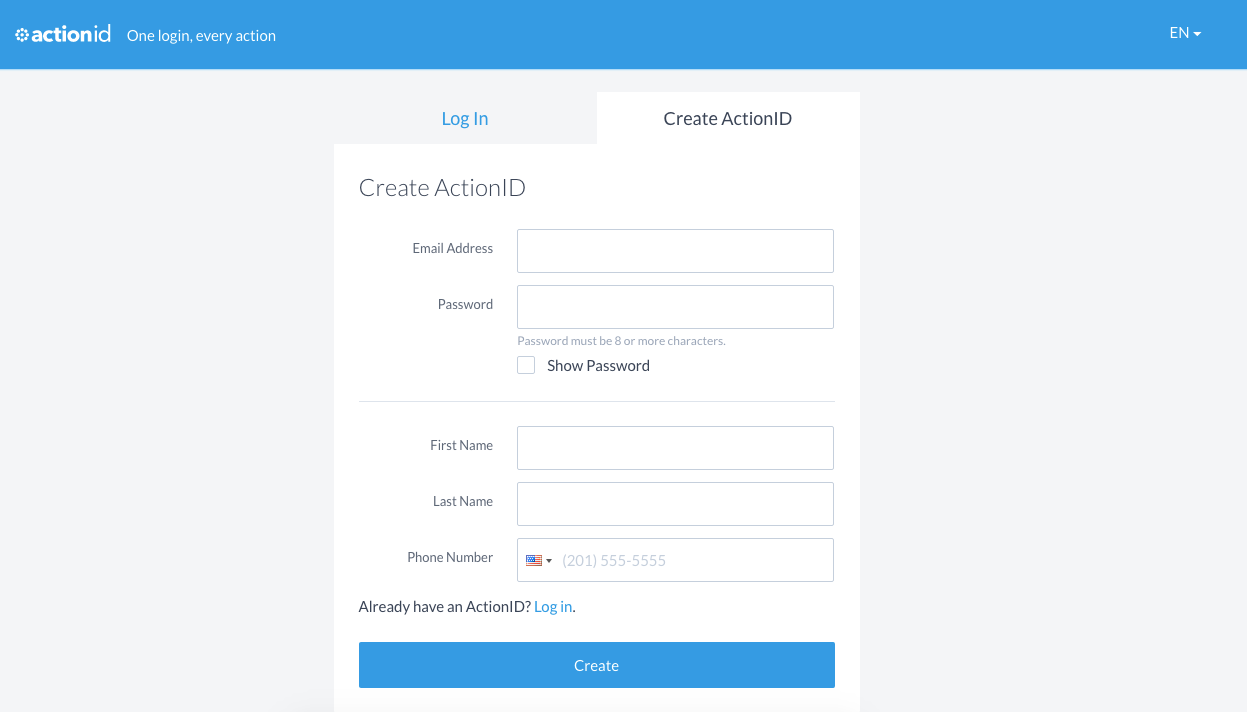 actionid One login, every action EN
Log In Create ActionID
Create ActionID
Email Address
Password
Password must be 8 or more characters.
Show Password
First Name
Last Name
Phone Number (201) 555-5555
Already have an ActionID? Log in.
Create